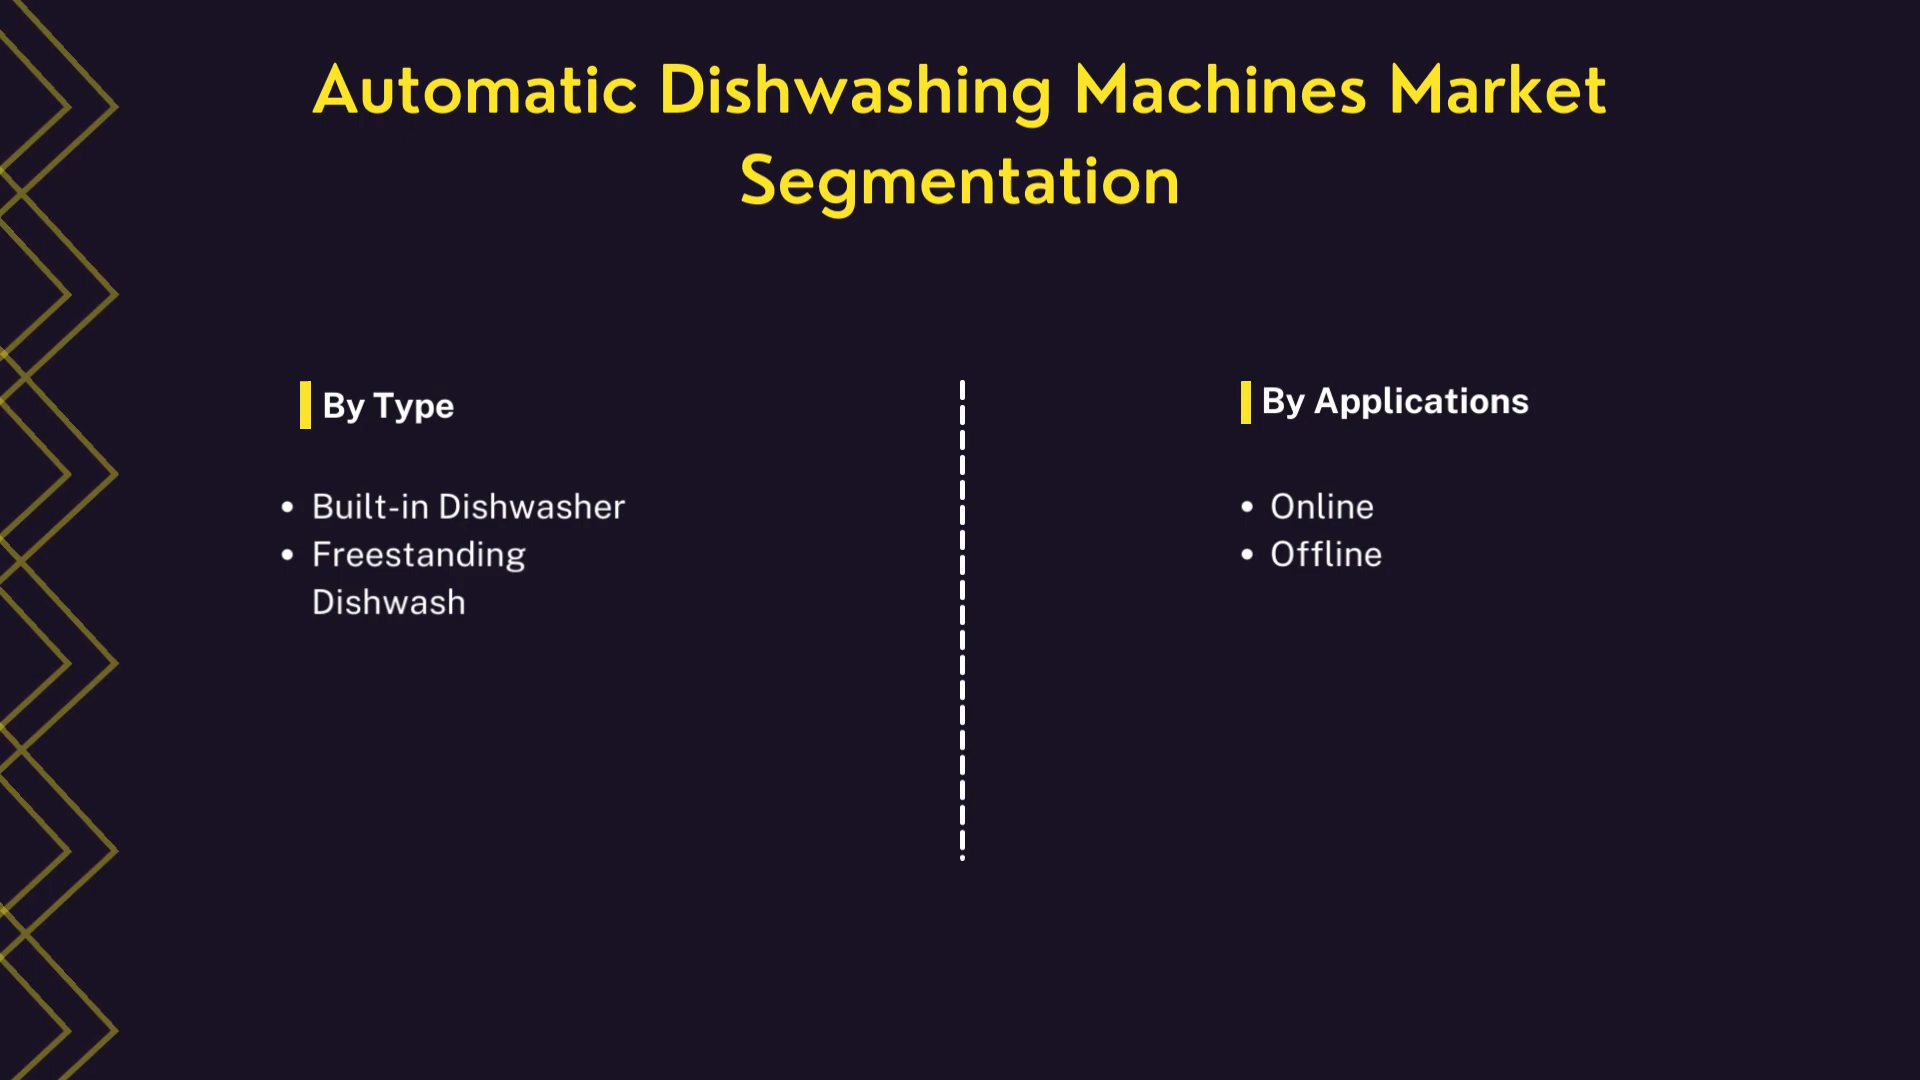 Automatic Dishwashing Machines Market
Segmentation
By Type
• Built-in Dishwasher
• Freestanding
Dishwash
By Applications
• Online
• Offline